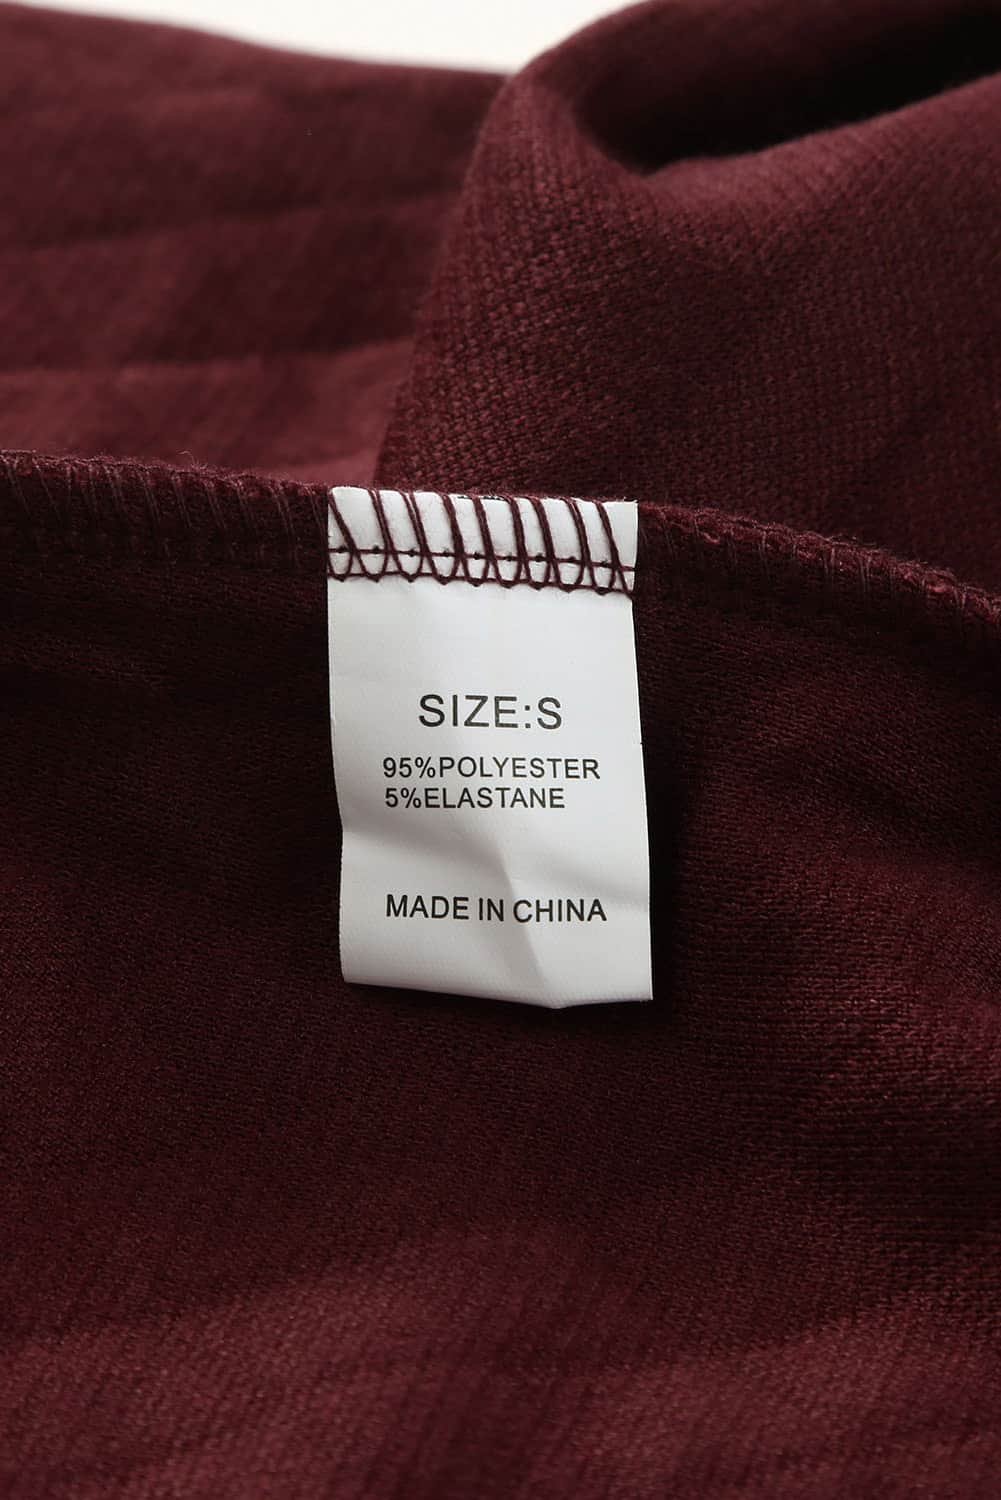 SIZE:S
95%POLYESTER
5%ELASTANE
MADE IN CHINA